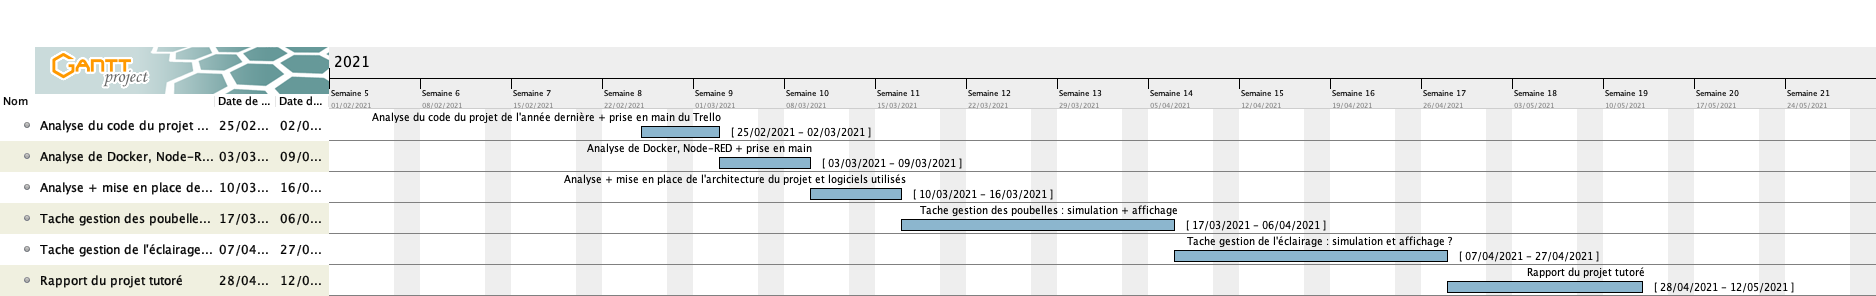 GANTT
project
2021
Semaine 5 Semaine 6 Semaine 7 Semaine 8 Semaine 9 Semaine 10 Semaine 11 Semaine 12 Semaine 13 Semaine 14 Semaine 15 Semaine 16 Semaine 17 Semaine 18 Semaine 19 Semaine 20 Semaine 21
Nom Date de ... Date d...
01/02/2021 08/02/2021 15/02/2021 22/02/2021 01/03/2021 08/03/2021 15/03/2021 22/03/2021 29/03/2021 05/04/2021 12/04/2021 19/04/2021 26/04/2021 03/05/2021 10/05/2021 17/05/2021 24/05/2021
Analyse du code du projet de l'année dernière + prise en main du Trello
Analyse du code du projet ... 25/02... 02/0...
[ 25/02/2021 - 02/03/2021 ]
Analyse de Docker, Node-RED + prise en main
Analyse de Docker, Node-R... 03/03... 09/0...
[ 03/03/2021 - 09/03/2021 ]
Analyse + mise en place de l'architecture du projet et logiciels utilisés
Analyse + mise en place de... 10/03... 16/0...
[ 10/03/2021 - 16/03/2021 ]
Tache gestion des poubelles : simulation + affichage
Tache gestion des poubelle... 17/03... 06/0...
[ 17/03/2021 - 06/04/2021 ]
Tache gestion de l'éclairage : simulation et affichage ?
Tache gestion de l'éclairage... 07/04... 27/0...
[ 07/04/2021 - 27/04/2021 ]
Rapport du projet tutoré
Rapport du projet tutoré 28/04... 12/0...
[ 28/04/2021 - 12/05/2021 ]